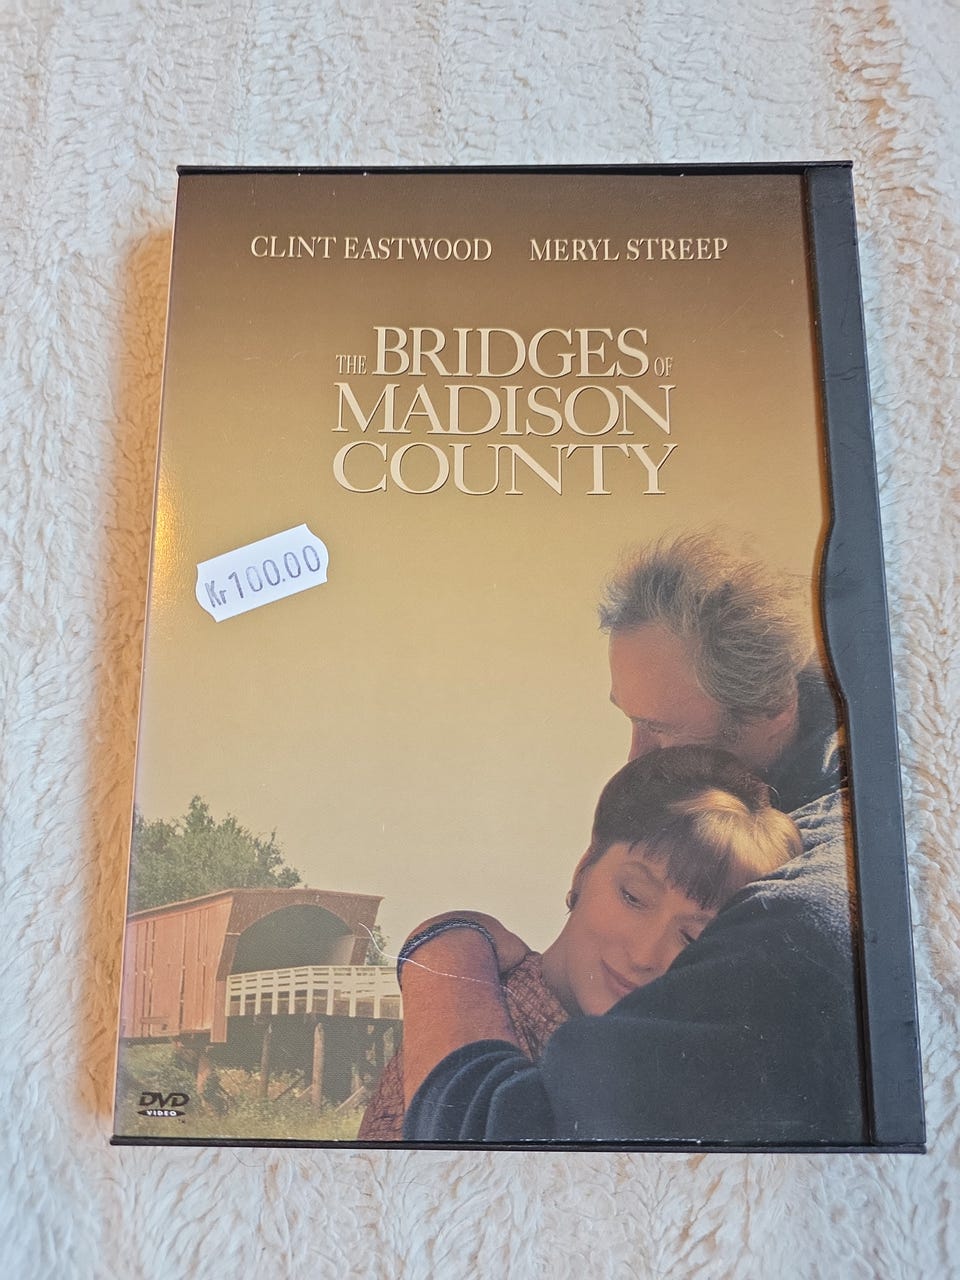 CLINT EASTWOOD MERYL STREEP
THE BRIDGES OF
MADISON
COUNTY
Kr 100.00
DVD
VIDEO